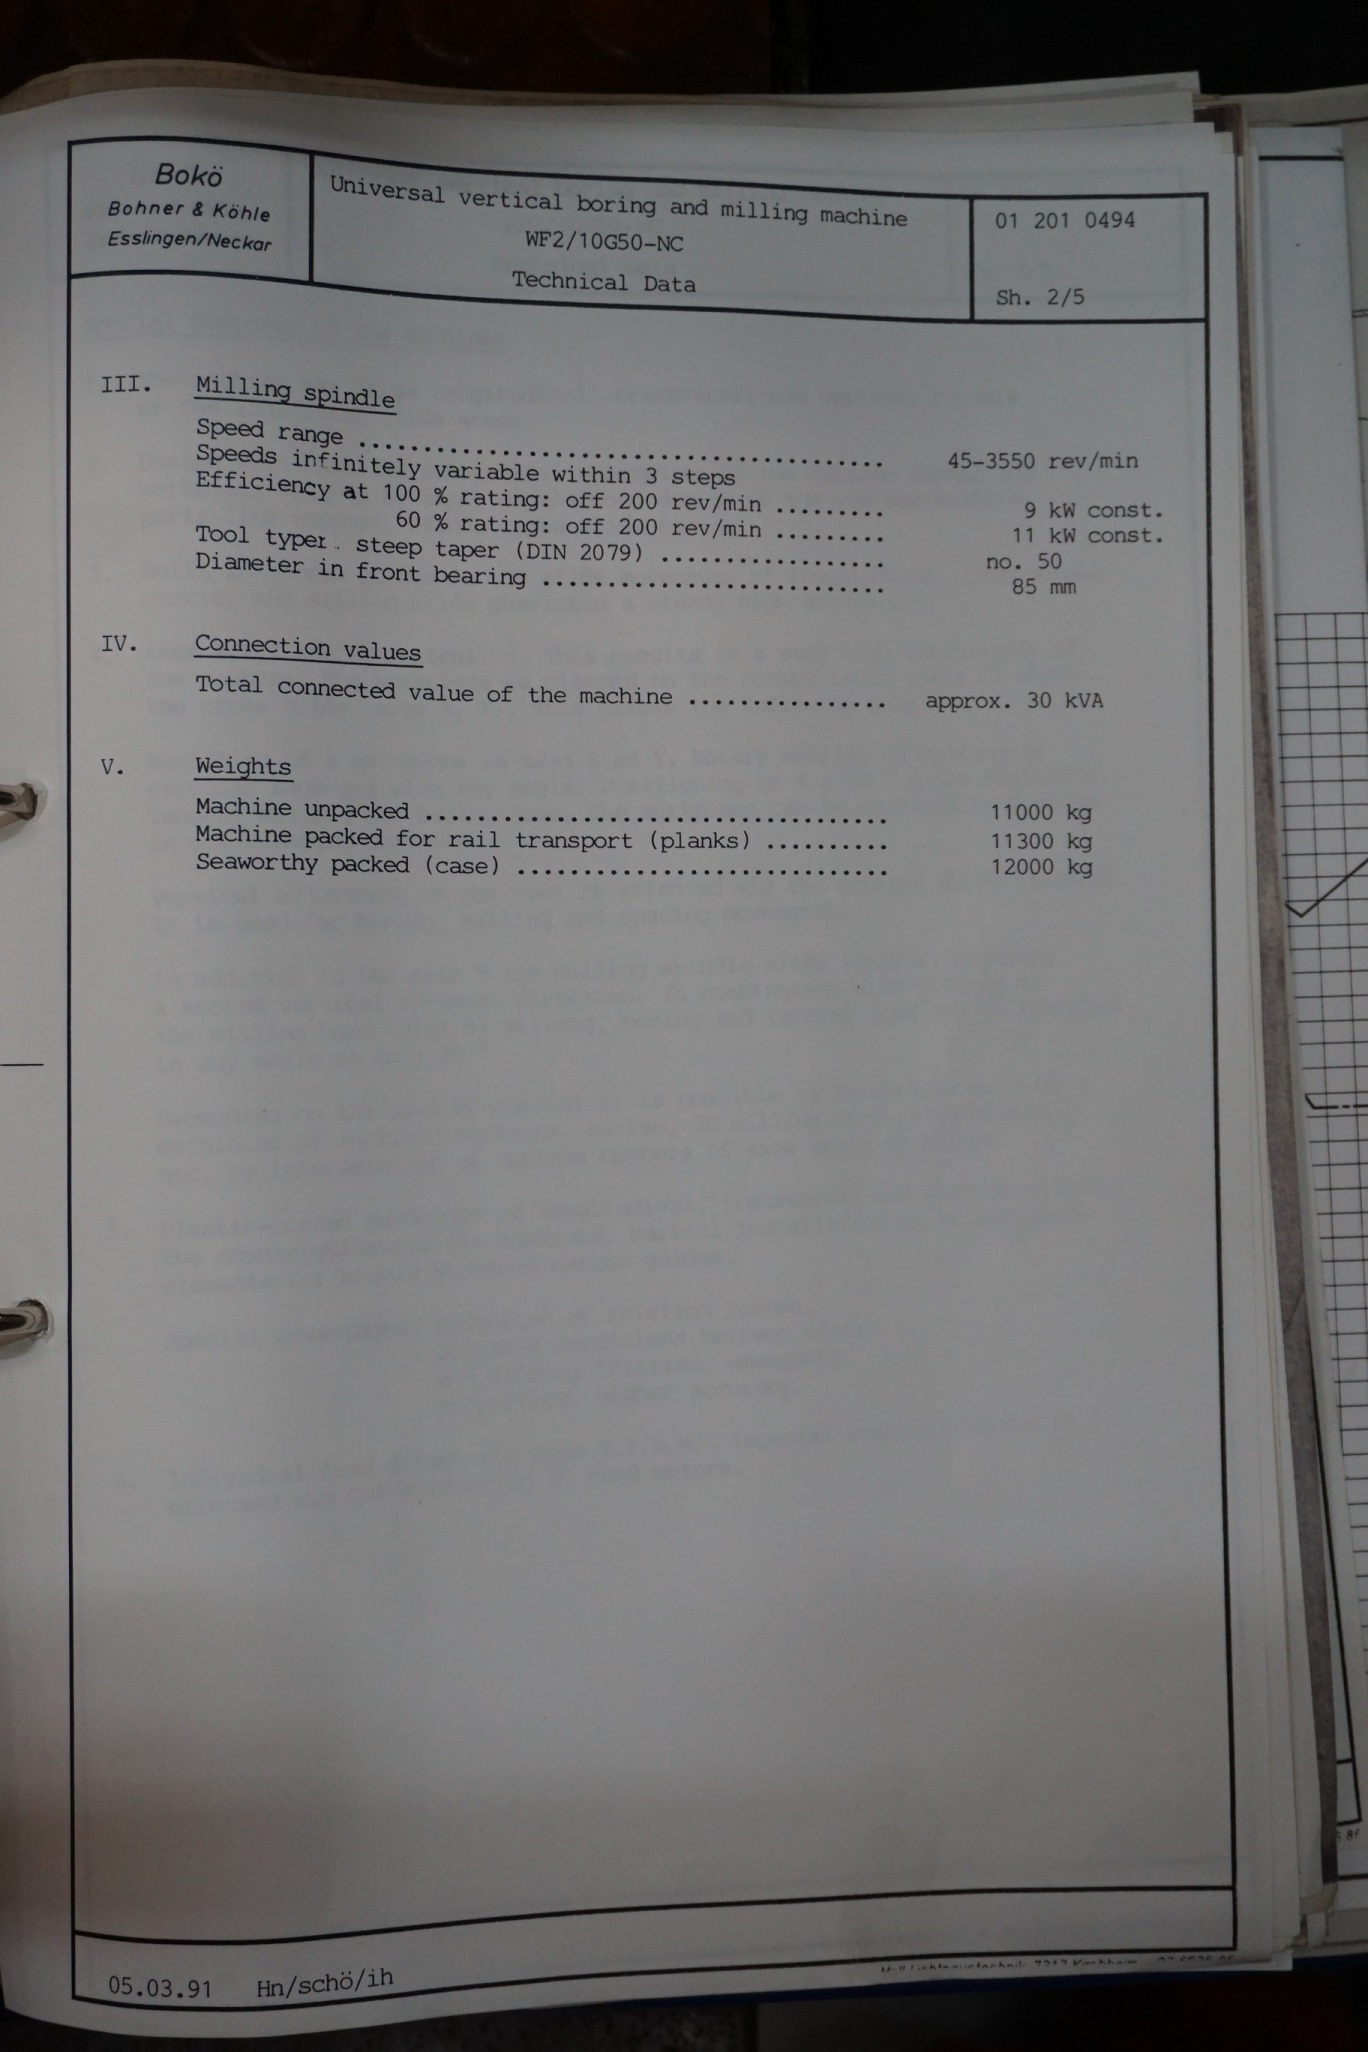 Bokö
Bohner & Köhle
Esslingen/Neckar
Universal vertical boring and milling machine
WF2/10G50-NC
Technical Data
01 201 0494
Sh. 2/5
III. Milling spindle
Speed range ........................................ 45-3550 rev/min
Speeds infinitely variable within 3 steps
Efficiency at 100 % rating: off 200 rev/min ......... 9 kW const.
60 % rating: off 200 rev/min ......... 11 kW const.
Tool typer. steep taper (DIN 2079) .................. no. 50
Diameter in front bearing ........................... 85 mm
IV. Connection values
Total connected value of the machine ................ approx. 30 kVA
V. Weights
Machine unpacked .................................... 11000 kg
Machine packed for rail transport (planks) .......... 11300 kg
Seaworthy packed (case) ............................. 12000 kg
05.03.91 Hn/schö/ih